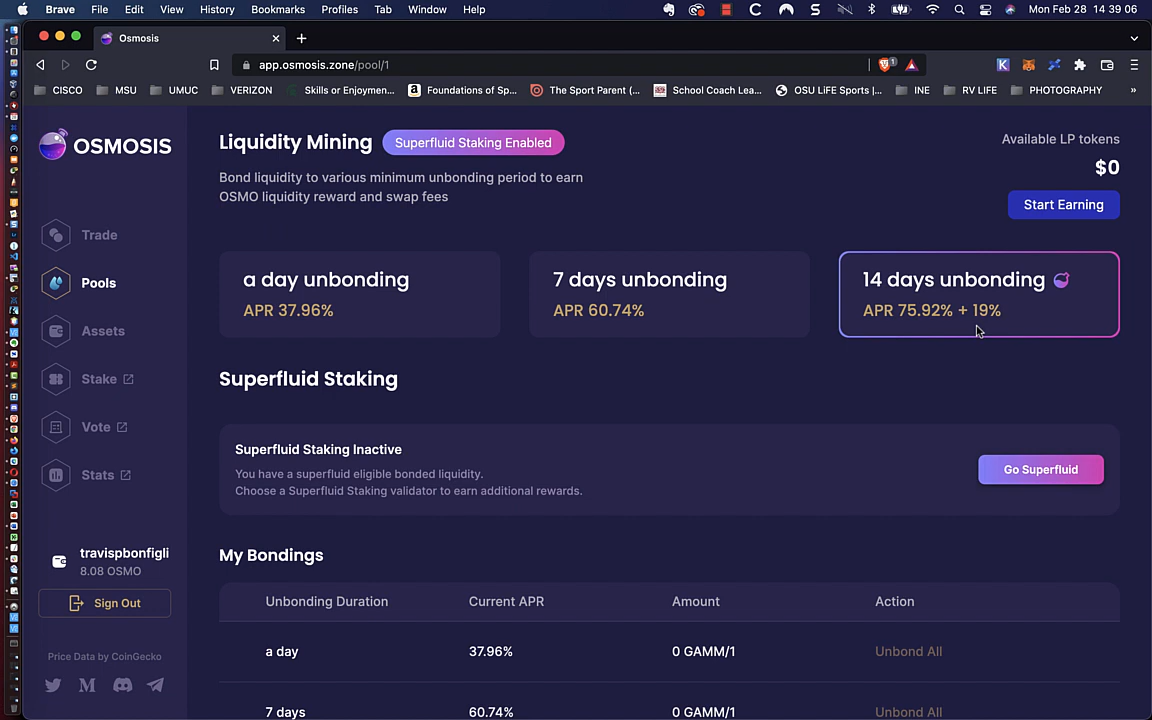 Brave File Edit View History Bookmarks Profiles Tab Window Help Mon Feb 28 14 39 06
Osmosis
app.osmosis.zone/pool/1
CISCO MSU UMUC VERIZON Skills or Enjoymen... Foundations of Sp... The Sport Parent (... School Coach Lea... OSU LiFE Sports |... INE RV LIFE PHOTOGRAPHY »
OSMOSIS
Trade
Pools
Assets
Stake
Vote
Stats
travispbonfigli
8.08 OSMO
Sign Out
Price Data by CoinGecko
Liquidity Mining Superfluid Staking Enabled
Bond liquidity to various minimum unbonding period to earn
OSMO liquidity reward and swap fees
Available LP tokens
$0
Start Earning
a day unbonding
APR 37.96%
7 days unbonding
APR 60.74%
14 days unbonding
APR 75.92% + 19%
Superfluid Staking
Superfluid Staking Inactive
You have a superfluid eligible bonded liquidity.
Choose a Superfluid Staking validator to earn additional rewards.
Go Superfluid
My Bondings
Unbonding Duration Current APR Amount Action
a day 37.96% 0 GAMM/1 Unbond All
7 days 60.74% 0 GAMM/1 Unbond All